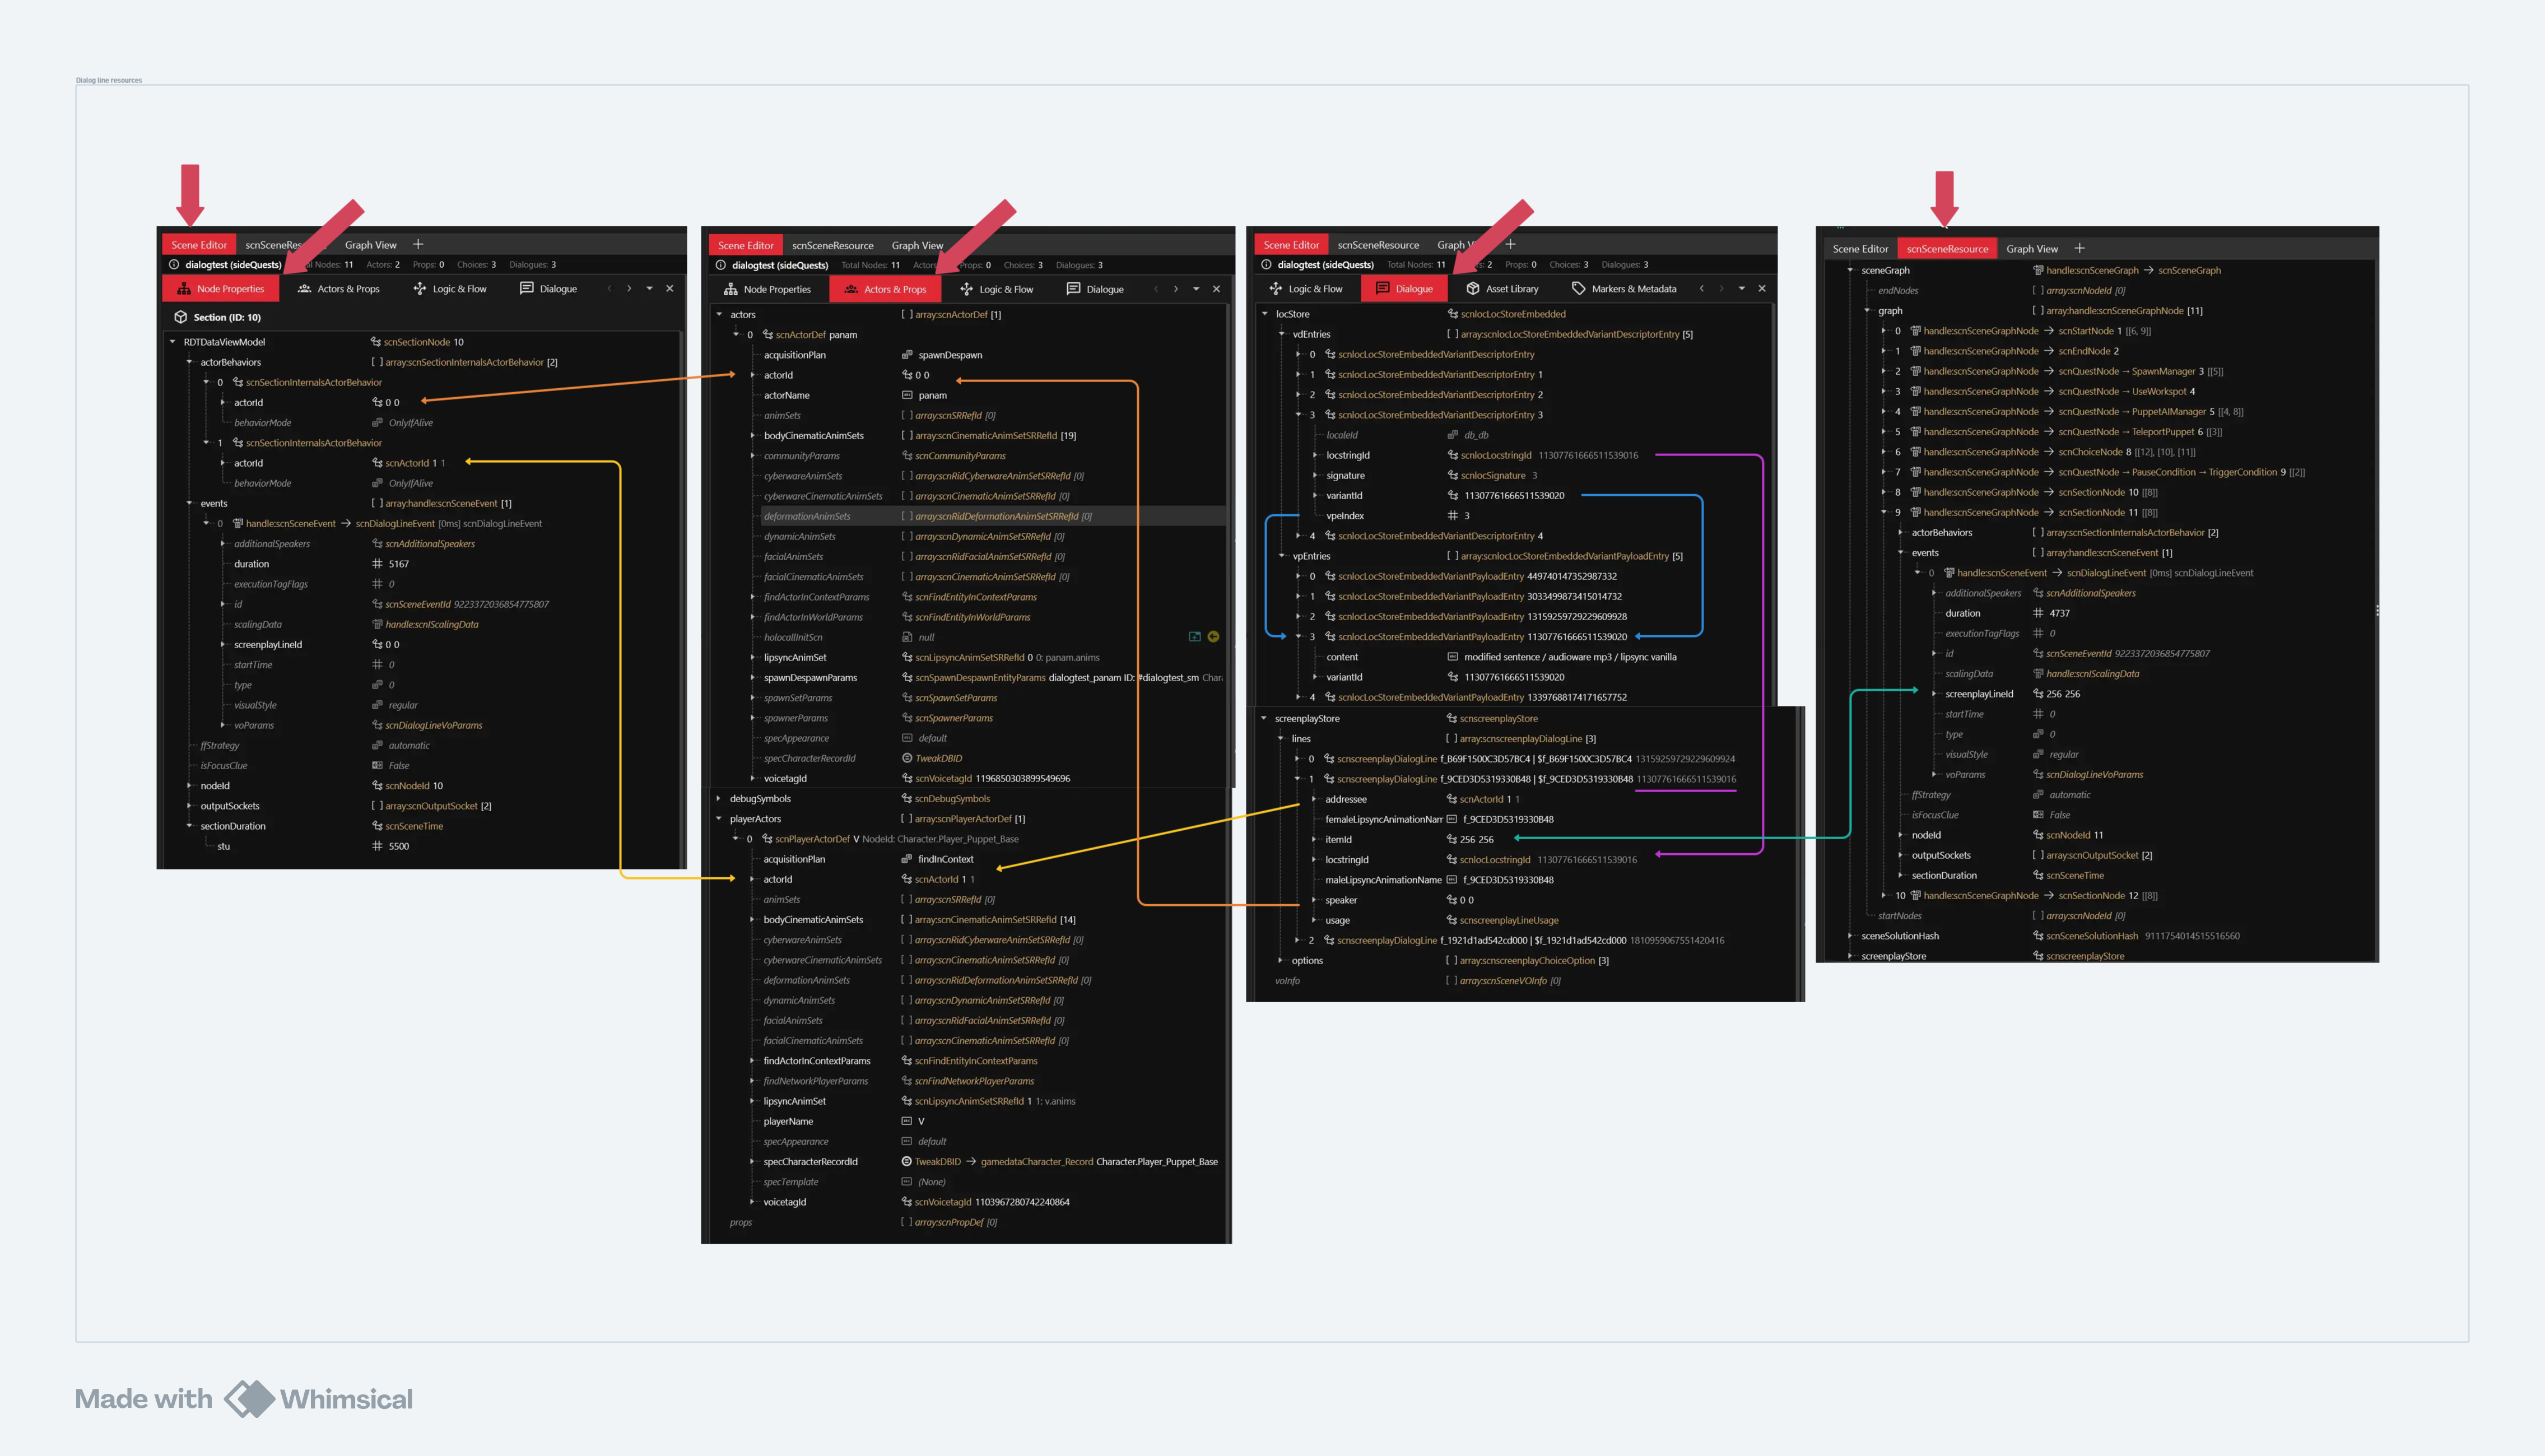 Dialog line resources
Scene Editor scnSceneRes Graph View
dialogtest (sideQuests) l Nodes: 11 Actors: 2 Props: 0 Choices: 3 Dialogues: 3
Node Properties Actors & Props Logic & Flow Dialogue
Section (ID: 10)
RDTDataViewModel scnSectionNode 10
actorBehaviors [ ] array:scnSectionInternalsActorBehavior [2]
0 scnSectionInternalsActorBehavior
actorId 0 0
behaviorMode OnlyIfAlive
1 scnSectionInternalsActorBehavior
actorId scnActorId 1 1
behaviorMode OnlyIfAlive
events [ ] array:handle:scnSceneEvent [1]
0 handle:scnSceneEvent → scnDialogLineEvent [0ms] scnDialogLineEvent
additionalSpeakers scnAdditionalSpeakers
duration # 5167
executionTagFlags # 0
id scnSceneEventId 9223372036854775807
scalingData handle:scnIScalingData
screenplayLineId 0 0
startTime # 0
type 0
visualStyle regular
voParams scnDialogLineVoParams
ffStrategy automatic
isFocusClue False
nodeId scnNodeId 10
outputSockets [ ] array:scnOutputSocket [2]
sectionDuration scnSceneTime
stu # 5500
Scene Editor scnSceneResource Graph View
dialogtest (sideQuests) Total Nodes: 11 Actors Props: 0 Choices: 3 Dialogues: 3
Node Properties Actors & Props Logic & Flow Dialogue
actors [ ] array:scnActorDef [1]
0 scnActorDef panam
acquisitionPlan spawnDespawn
actorId 0 0
actorName panam
animSets [ ] array:scnSRRefId [0]
bodyCinematicAnimSets [ ] array:scnCinematicAnimSetSRRefId [19]
communityParams scnCommunityParams
cyberwareAnimSets [ ] array:scnRidCyberwareAnimSetSRRefId [0]
cyberwareCinematicAnimSets [ ] array:scnCinematicAnimSetSRRefId [0]
deformationAnimSets [ ] array:scnRidDeformationAnimSetSRRefId [0]
dynamicAnimSets [ ] array:scnDynamicAnimSetSRRefId [0]
facialAnimSets [ ] array:scnRidFacialAnimSetSRRefId [0]
facialCinematicAnimSets [ ] array:scnCinematicAnimSetSRRefId [0]
findActorInContextParams scnFindEntityInContextParams
findActorInWorldParams scnFindEntityInWorldParams
holocallInitScn null
lipsyncAnimSet scnLipsyncAnimSetSRRefId 0 0: panam.anims
spawnDespawnParams scnSpawnDespawnEntityParams dialogtest_panam ID: #dialogtest_sm Chara
spawnSetParams scnSpawnSetParams
spawnerParams scnSpawnerParams
specAppearance default
specCharacterRecordId TweakDBID
voicetagId scnVoicetagId 1196850303899549696
debugSymbols scnDebugSymbols
playerActors [ ] array:scnPlayerActorDef [1]
0 scnPlayerActorDef V NodeId: Character.Player_Puppet_Base
acquisitionPlan findInContext
actorId scnActorId 1 1
animSets [ ] array:scnSRRefId [0]
bodyCinematicAnimSets [ ] array:scnCinematicAnimSetSRRefId [14]
cyberwareAnimSets [ ] array:scnRidCyberwareAnimSetSRRefId [0]
cyberwareCinematicAnimSets [ ] array:scnCinematicAnimSetSRRefId [0]
deformationAnimSets [ ] array:scnRidDeformationAnimSetSRRefId [0]
dynamicAnimSets [ ] array:scnDynamicAnimSetSRRefId [0]
facialAnimSets [ ] array:scnRidFacialAnimSetSRRefId [0]
facialCinematicAnimSets [ ] array:scnCinematicAnimSetSRRefId [0]
findActorInContextParams scnFindEntityInContextParams
findNetworkPlayerParams scnFindNetworkPlayerParams
lipsyncAnimSet scnLipsyncAnimSetSRRefId 1 1: v.anims
playerName V
specAppearance default
specCharacterRecordId TweakDBID → gamedataCharacter_Record Character.Player_Puppet_Base
specTemplate (None)
voicetagId scnVoicetagId 1103967280742240864
props [ ] array:scnPropDef [0]
Scene Editor scnSceneResource Graph V
dialogtest (sideQuests) Total Nodes: 11 s: 2 Props: 0 Choices: 3 Dialogues: 3
Logic & Flow Dialogue Asset Library Markers & Metadata
locStore scnlocLocStoreEmbedded
vdEntries [ ] array:scnlocLocStoreEmbeddedVariantDescriptorEntry [5]
0 scnlocLocStoreEmbeddedVariantDescriptorEntry
1 scnlocLocStoreEmbeddedVariantDescriptorEntry 1
2 scnlocLocStoreEmbeddedVariantDescriptorEntry 2
3 scnlocLocStoreEmbeddedVariantDescriptorEntry 3
localeId db_db
locstringId scnlocLocstringId 11307761666511539016
signature scnlocSignature 3
variantId 11307761666511539020
vpeIndex # 3
4 scnlocLocStoreEmbeddedVariantDescriptorEntry 4
vpEntries [ ] array:scnlocLocStoreEmbeddedVariantPayloadEntry [5]
0 scnlocLocStoreEmbeddedVariantPayloadEntry 449740147352987332
1 scnlocLocStoreEmbeddedVariantPayloadEntry 3033499873415014732
2 scnlocLocStoreEmbeddedVariantPayloadEntry 13159259729229609928
3 scnlocLocStoreEmbeddedVariantPayloadEntry 11307761666511539020
content modified sentence / audioware mp3 / lipsync vanilla
variantId 11307761666511539020
4 scnlocLocStoreEmbeddedVariantPayloadEntry 13397688174171657752
screenplayStore scnscreenplayStore
lines [ ] array:scnscreenplayDialogLine [3]
0 scnscreenplayDialogLine f_B69F1500C3D57BC4 | $f_B69F1500C3D57BC4 13159259729229609924
1 scnscreenplayDialogLine f_9CED3D5319330B48 | $f_9CED3D5319330B48 11307761666511539016
addressee scnActorId 1 1
femaleLipsyncAnimationNam f_9CED3D5319330B48
itemId 256 256
locstringId scnlocLocstringId 11307761666511539016
maleLipsyncAnimationName f_9CED3D5319330B48
speaker 0 0
usage scnscreenplayLineUsage
2 scnscreenplayDialogLine f_1921d1ad542cd000 | $f_1921d1ad542cd000 1810959067551420416
options [ ] array:scnscreenplayChoiceOption [3]
voInfo [ ] array:scnSceneVOInfo [0]
Scene Editor scnSceneResource Graph View
sceneGraph handle:scnSceneGraph → scnSceneGraph
endNodes [ ] array:scnNodeId [0]
graph [ ] array:handle:scnSceneGraphNode [11]
0 handle:scnSceneGraphNode → scnStartNode 1 [[6, 9]]
1 handle:scnSceneGraphNode → scnEndNode 2
2 handle:scnSceneGraphNode → scnQuestNode → SpawnManager 3 [[5]]
3 handle:scnSceneGraphNode → scnQuestNode → UseWorkspot 4
4 handle:scnSceneGraphNode → scnQuestNode → PuppetAIManager 5 [[4, 8]]
5 handle:scnSceneGraphNode → scnQuestNode → TeleportPuppet 6 [[3]]
6 handle:scnSceneGraphNode → scnChoiceNode 8 [[12], [10], [11]]
7 handle:scnSceneGraphNode → scnQuestNode → PauseCondition → TriggerCondition 9 [[2]]
8 handle:scnSceneGraphNode → scnSectionNode 10 [[8]]
9 handle:scnSceneGraphNode → scnSectionNode 11 [[8]]
actorBehaviors [ ] array:scnSectionInternalsActorBehavior [2]
events [ ] array:handle:scnSceneEvent [1]
0 handle:scnSceneEvent → scnDialogLineEvent [0ms] scnDialogLineEvent
additionalSpeakers scnAdditionalSpeakers
duration # 4737
executionTagFlags # 0
id scnSceneEventId 9223372036854775807
scalingData handle:scnIScalingData
screenplayLineId 256 256
startTime # 0
type 0
visualStyle regular
voParams scnDialogLineVoParams
ffStrategy automatic
isFocusClue False
nodeId scnNodeId 11
outputSockets [ ] array:scnOutputSocket [2]
sectionDuration scnSceneTime
10 handle:scnSceneGraphNode → scnSectionNode 12 [[8]]
startNodes [ ] array:scnNodeId [0]
sceneSolutionHash scnSceneSolutionHash 9111754014515516560
screenplayStore scnscreenplayStore
Made with Whimsical